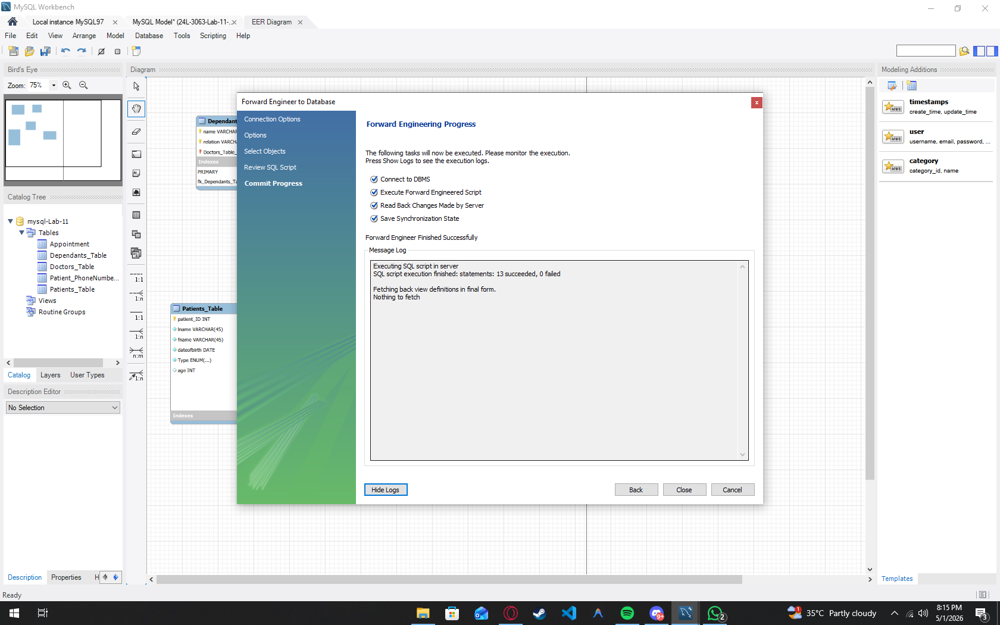 MySQL Workbench
Local instance MySQL97
MySQL Model* (24L-3063-Lab-11-...
EER Diagram
File Edit View Arrange Model Database Tools Scripting Help
Bird's Eye
Zoom: 75%
Catalog Tree
mysql-Lab-11
Tables
Appointment
Dependants_Table
Doctors_Table
Patient_PhoneNumbe...
Patients_Table
Views
Routine Groups
Catalog Layers User Types
Description Editor
No Selection
Description Properties H
Ready
Diagram
1:1
1:n
1:1
1:n
n:m
1:n
Dependant
name VARCHAR
relation VARCHA
Doctors_Table_
Indexes
PRIMARY
fk_Dependants_Ta
Patients_Table
patient_ID INT
lname VARCHAR(45)
fname VARCHAR(45)
dateofbirth DATE
Type ENUM(...)
age INT
Indexes
Forward Engineer to Database
x
Connection Options
Options
Select Objects
Review SQL Script
Commit Progress
Forward Engineering Progress
The following tasks will now be executed. Please monitor the execution.
Press Show Logs to see the execution logs.
Connect to DBMS
Execute Forward Engineered Script
Read Back Changes Made by Server
Save Synchronization State
Forward Engineer Finished Successfully
Message Log
Executing SQL script in server
SQL script execution finished: statements: 13 succeeded, 0 failed
Fetching back view definitions in final form.
Nothing to fetch
Hide Logs
Back
Close
Cancel
Modeling Additions
MWB
timestamps
create_time, update_time
MWB
user
username, email, password, ...
MWB
category
category_id, name
Templates
9+
2
1
35°C Partly cloudy
8:15 PM
5/1/2026
3